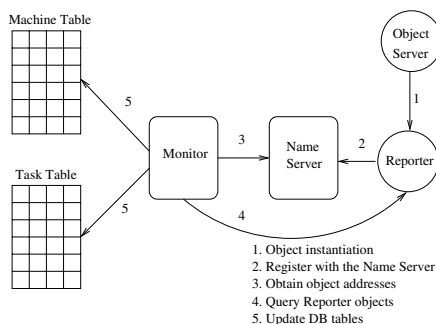 Machine Table
Object
Server
5
1
Monitor
3
Name
Server
2
Reporter
Task Table
5
4
1. Object instantiation
2. Register with the Name Server
3. Obtain object addresses
4. Query Reporter objects
5. Update DB tables